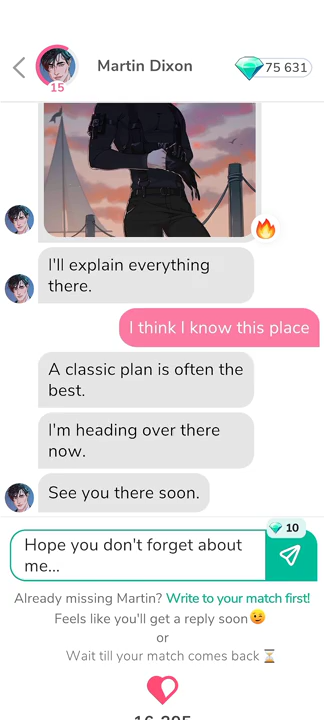 Martin Dixon
75 631
15
I'll explain everything
there.
I think I know this place
A classic plan is often the
best.
I'm heading over there
now.
See you there soon.
10
Hope you don't forget about
me...
Already missing Martin? Write to your match first!
Feels like you'll get a reply soon😉
or
Wait till your match comes back ⏳